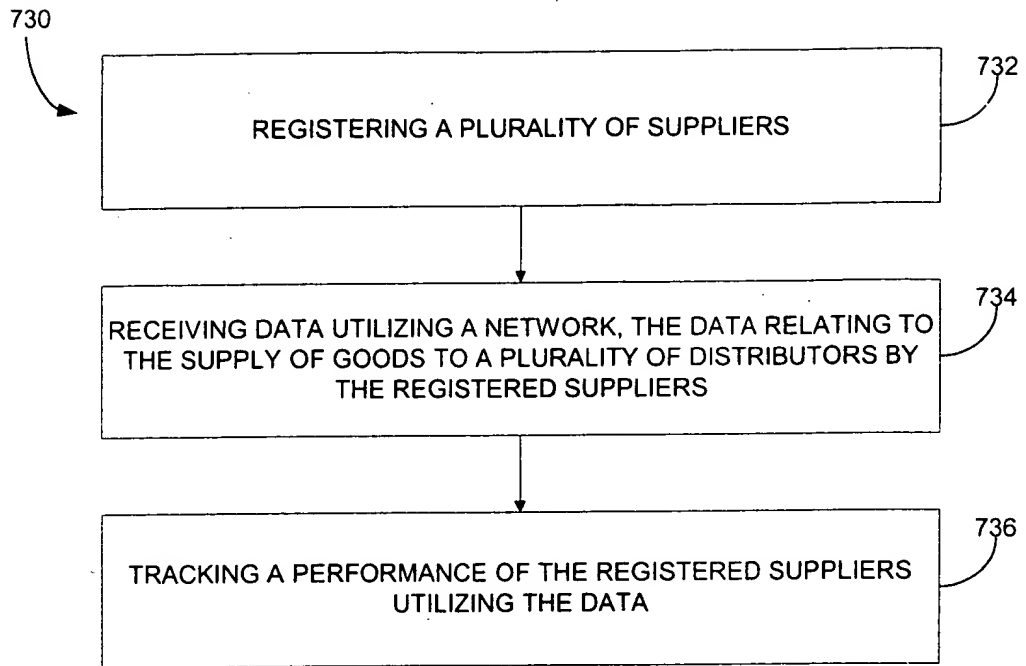 730
732
REGISTERING A PLURALITY OF SUPPLIERS
734
RECEIVING DATA UTILIZING A NETWORK, THE DATA RELATING TO
THE SUPPLY OF GOODS TO A PLURALITY OF DISTRIBUTORS BY
THE REGISTERED SUPPLIERS
736
TRACKING A PERFORMANCE OF THE REGISTERED SUPPLIERS
UTILIZING THE DATA